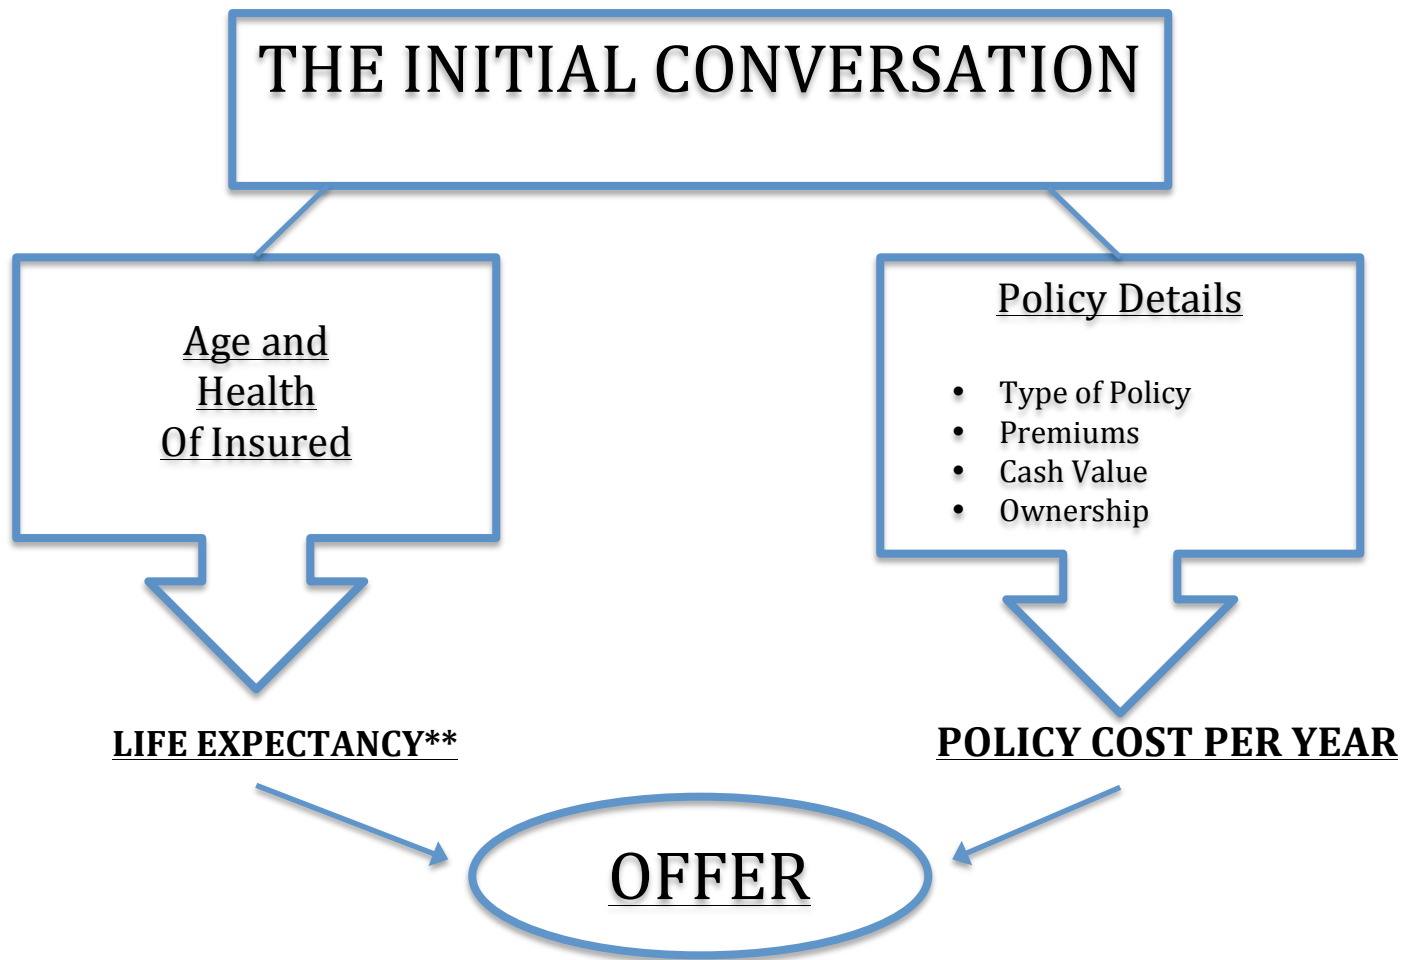 THE INITIAL CONVERSATION
Age and
Health
Of Insured
Policy Details
• Type of Policy
• Premiums
• Cash Value
• Ownership
LIFE EXPECTANCY**
POLICY COST PER YEAR
OFFER